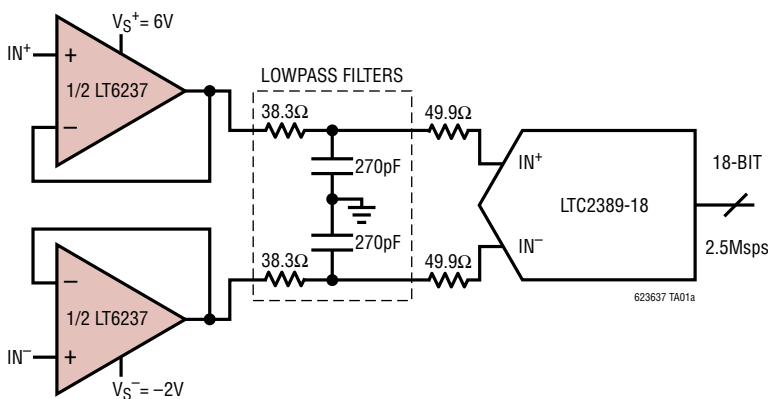 V_S⁺ = 6V
IN⁺
+
1/2 LT6237
−
LOWPASS FILTERS
38.3Ω
49.9Ω
270pF
IN⁺
18-BIT
LTC2389-18
270pF
IN⁻
2.5Msps
38.3Ω
49.9Ω
623637 TA01a
−
1/2 LT6237
IN⁻
+
V_S⁻ = −2V